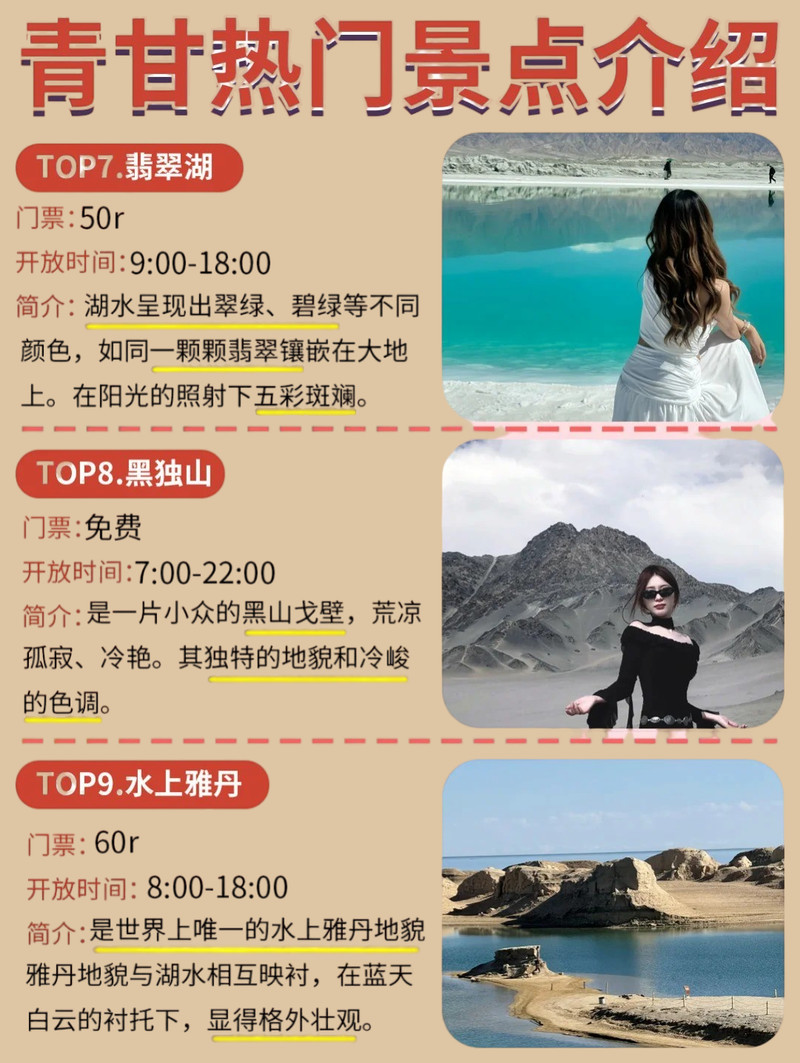 青甘热门景点介绍
TOP7.翡翠湖
门票：50r
开放时间：9:00-18:00
简介：湖水呈现出翠绿、碧绿等不同
颜色，如同一颗颗翡翠镶嵌在大地
上。在阳光的照射下五彩斑斓。
TOP8.黑独山
门票：免费
开放时间：7:00-22:00
简介：是一片小众的黑山戈壁，荒凉
孤寂、冷艳。其独特的地貌和冷峻
的色调。
TOP9.水上雅丹
门票：60r
开放时间：8:00-18:00
简介：是世界上唯一的水上雅丹地貌
雅丹地貌与湖水相互映衬，在蓝天
白云的衬托下，显得格外壮观。